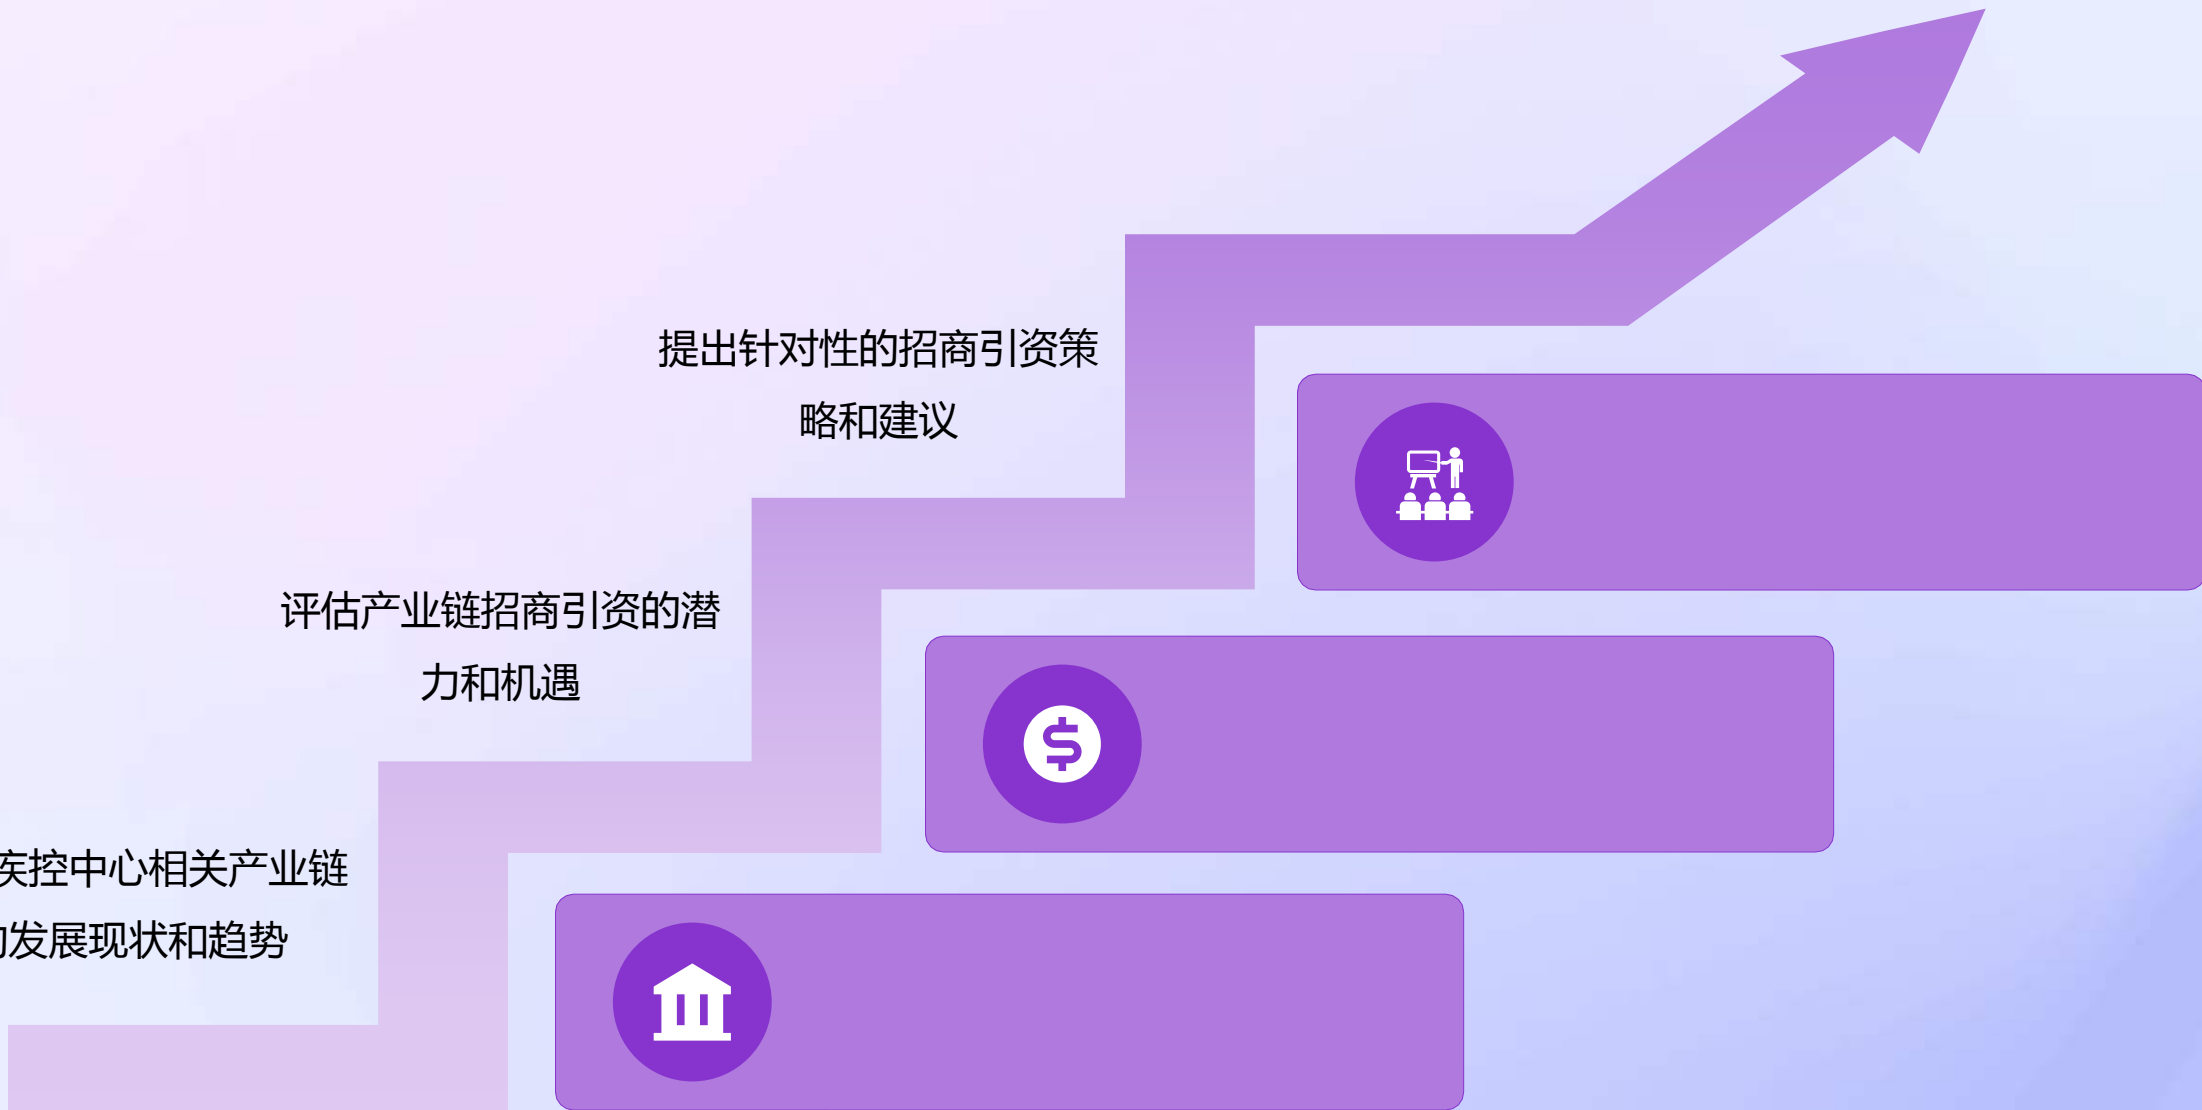 提出针对性的招商引资策
略和建议
评估产业链招商引资的潜
力和机遇
疾控中心相关产业链
的发展现状和趋势